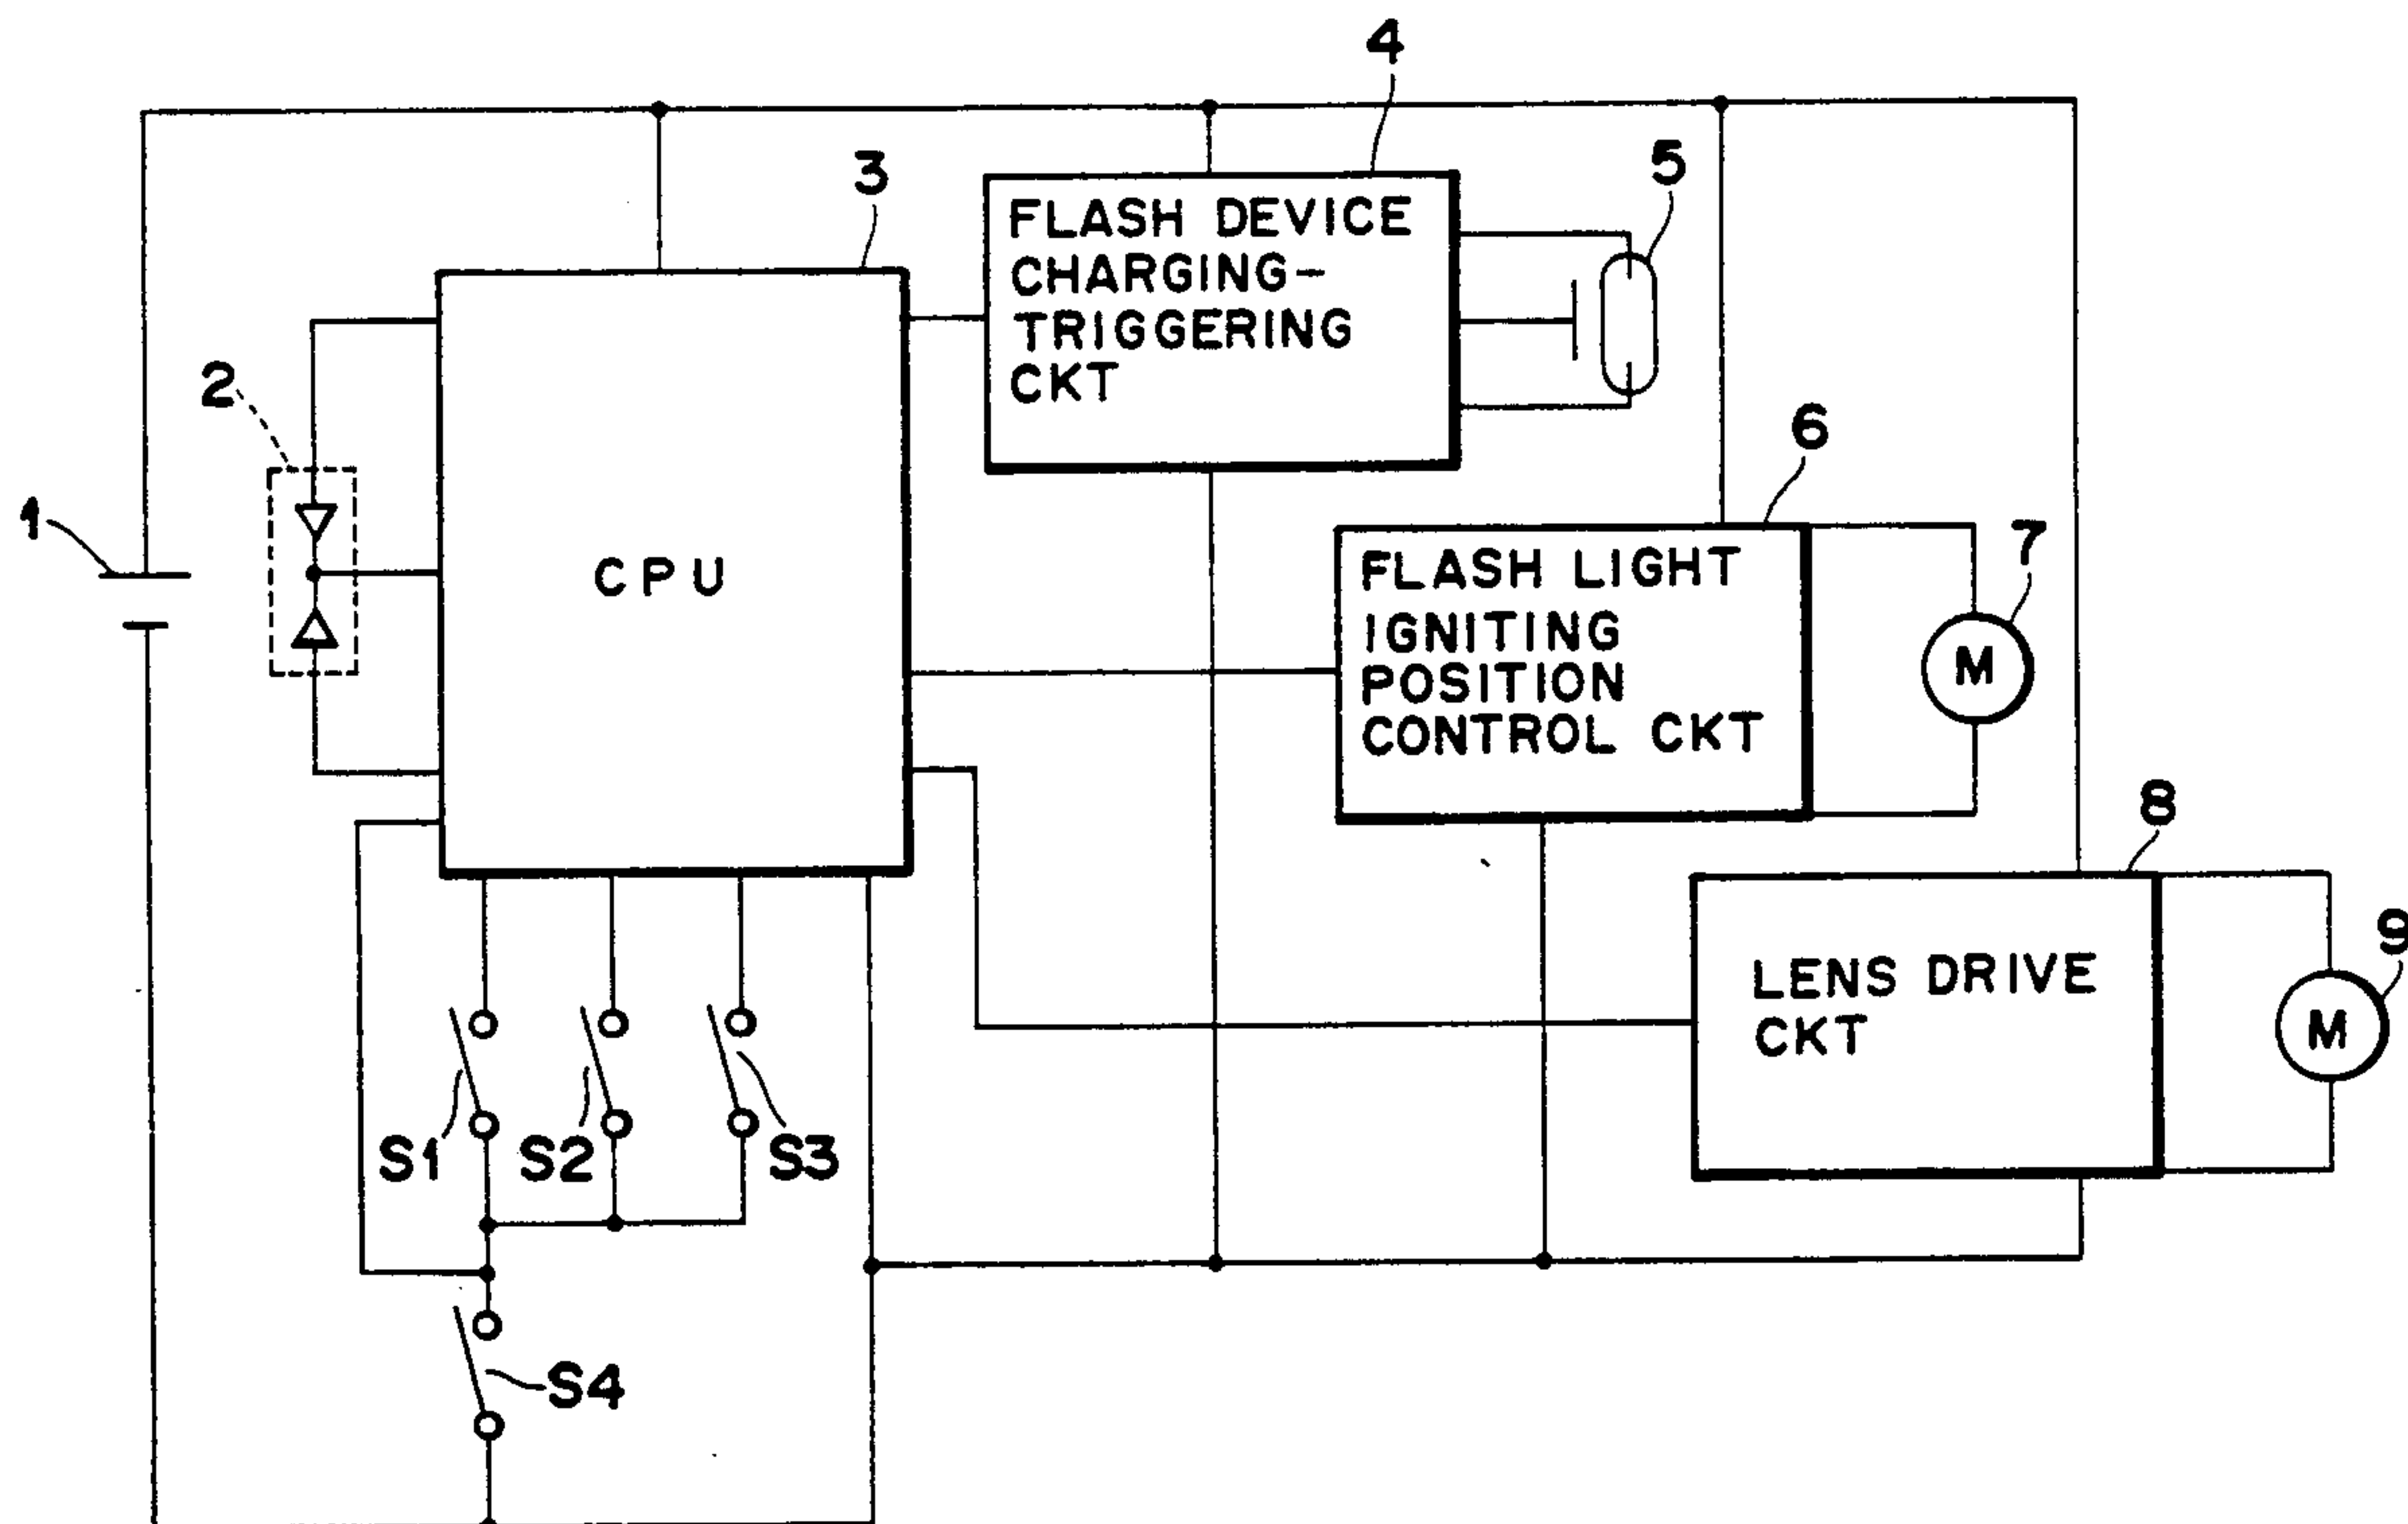 4
3
FLASH DEVICE
CHARGING-
TRIGGERING
CKT
5
2
6
1
CPU
FLASH LIGHT
IGNITING
POSITION
CONTROL CKT
7
M
8
LENS DRIVE
CKT
9
M
S1
S2
S3
S4